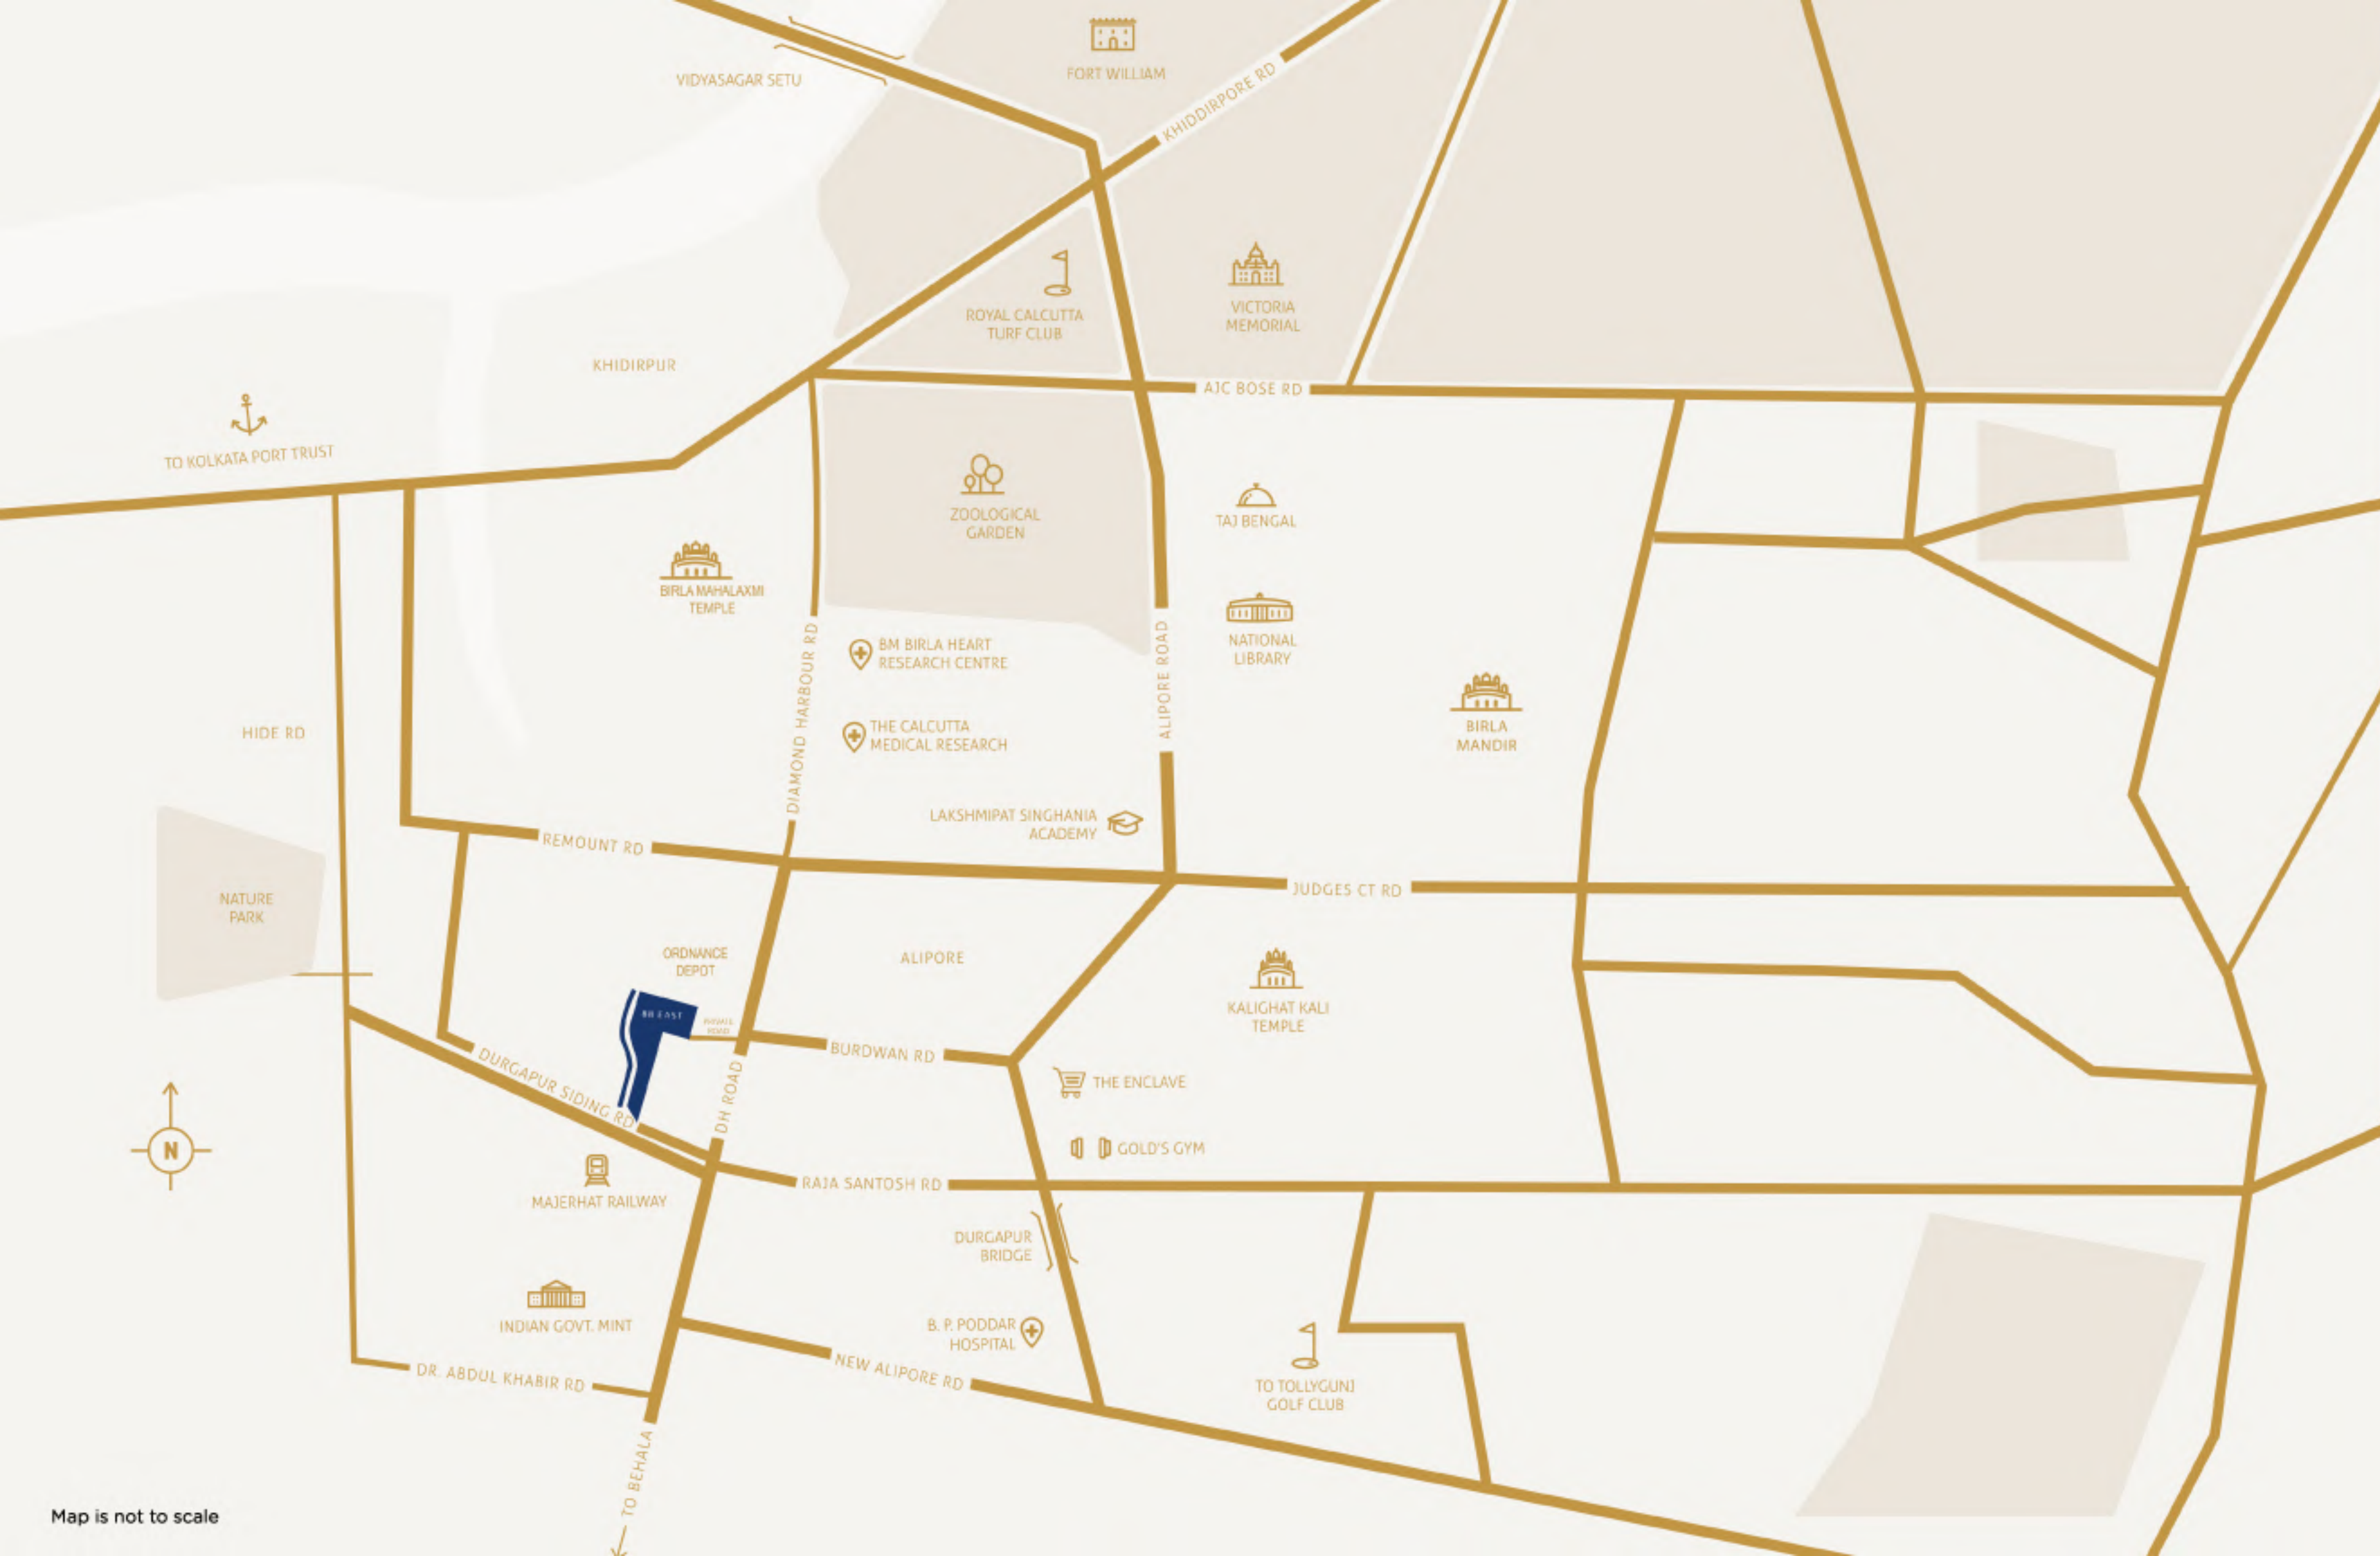 FORT WILLIAM
VIDYASAGAR SETU
KHIDDIRPORE RD
ROYAL CALCUTTA
TURF CLUB
VICTORIA
MEMORIAL
KHIDIRPUR
AJC BOSE RD
TO KOLKATA PORT TRUST
ZOOLOGICAL
GARDEN
TAJ BENGAL
BIRLA MAHALAXMI
TEMPLE
NATIONAL
LIBRARY
BM BIRLA HEART
RESEARCH CENTRE
DIAMOND HARBOUR RD
ALIPORE ROAD
HIDE RD
THE CALCUTTA
MEDICAL RESEARCH
BIRLA
MANDIR
LAKSHMIPAT SINGHANIA
ACADEMY
REMOUNT RD
JUDGES CT RD
NATURE
PARK
ORDNANCE
DEPOT
ALIPORE
KALIGHAT KALI
TEMPLE
EAST
PRIVATE
ROAD
BURDWAN RD
DURGAPUR SIDING RD
DH ROAD
THE ENCLAVE
N
GOLD'S GYM
RAJA SANTOSH RD
MAJERHAT RAILWAY
DURGAPUR
BRIDGE
INDIAN GOVT. MINT
B. P. PODDAR
HOSPITAL
DR. ABDUL KHABIR RD
NEW ALIPORE RD
TO TOLLYGUNJ
GOLF CLUB
TO BEHALA
Map is not to scale